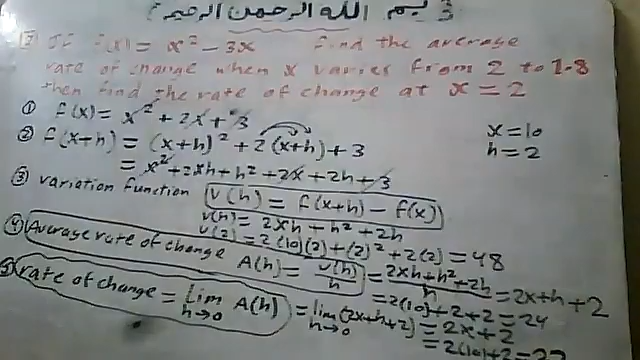 بسم الله الرحمن الرحيم
If f(x) = x² - 3x find the average
rate of change when x varies from 2 to 1.8
then find the rate of change at x = 2
① f(x) = x² + 2x + 3
② f(x+h) = (x+h)² + 2(x+h) + 3
x = 10
h = 2
= x² + 2xh + h² + 2x + 2h + 3
③ variation function V(h) = f(x+h) - f(x)
V(h) = 2xh + h² + 2h
V(2) = 2(10)(2) + (2)² + 2(2) = 48
④ Average rate of change A(h) = V(h)/h = 2xh+h²+2h/h = 2x+h+2
= 2(10)+2+2 = 24
⑤ rate of change = lim h→0 A(h) = lim h→0 (2x+h+2) = 2x+2
= 2(10)+2 = 22